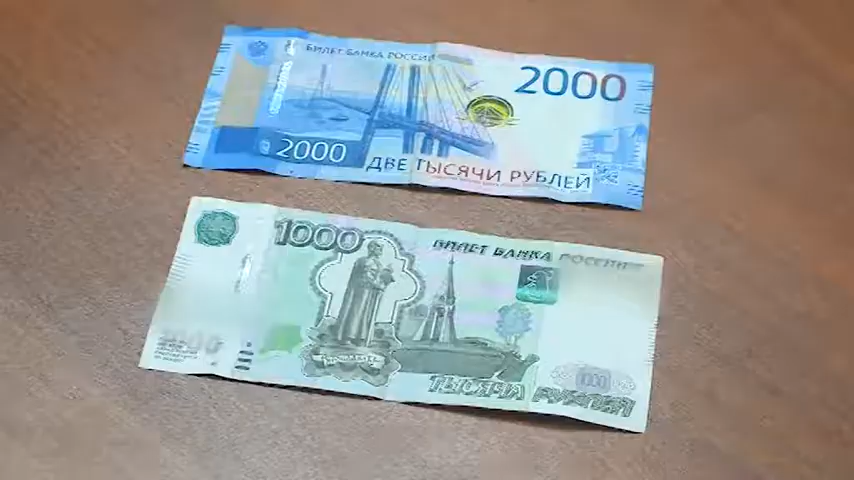 БИЛЕТ БАНКА РОССИИ
2000
2000
ДВЕ ТЫСЯЧИ РУБЛЕЙ
1000
БИЛЕТ БАНКА РОССИИ
1000
ТЫСЯЧА РУБЛЕЙ